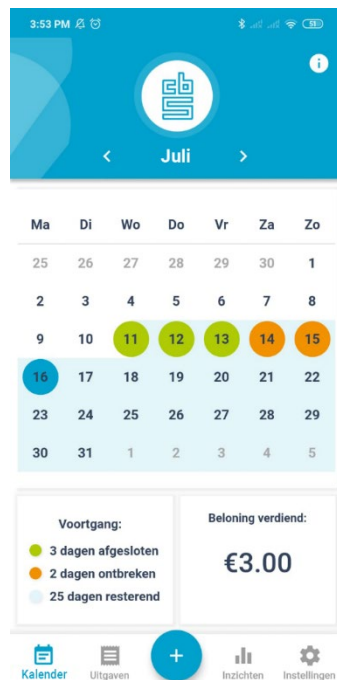 3:53 PM
58
cbs
i
Juli
Ma Di Wo Do Vr Za Zo
25 26 27 28 29 30 1
2 3 4 5 6 7 8
9 10 11 12 13 14 15
16 17 18 19 20 21 22
23 24 25 26 27 28 29
30 31 1 2 3 4 5
Voortgang:
3 dagen afgesloten
2 dagen ontbreken
25 dagen resterend
Beloning verdiend:
€3.00
+
Kalender Uitgaven Inzichten Instellingen